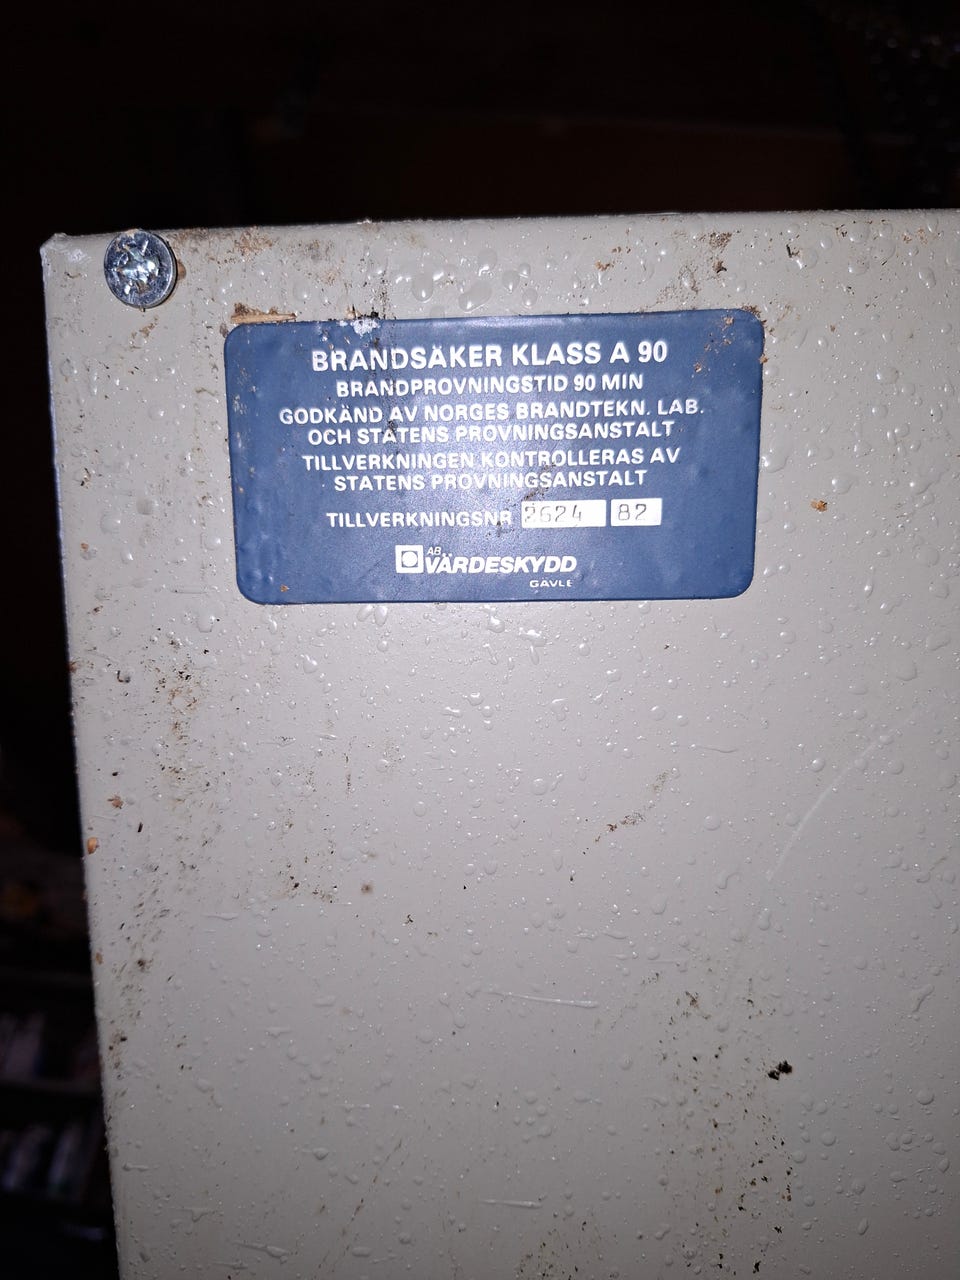 BRANDSÄKER KLASS A 90
BRANDPROVNINGSTID 90 MIN
GODKÄND AV NORGES BRANDTEKN. LAB.
OCH STATENS PROVNINGSANSTALT
TILLVERKNINGEN KONTROLLERAS AV
STATENS PROVNINGSANSTALT
TILLVERKNINGSNR 2624 82
AB VÄRDESKYDD
GÄVLE